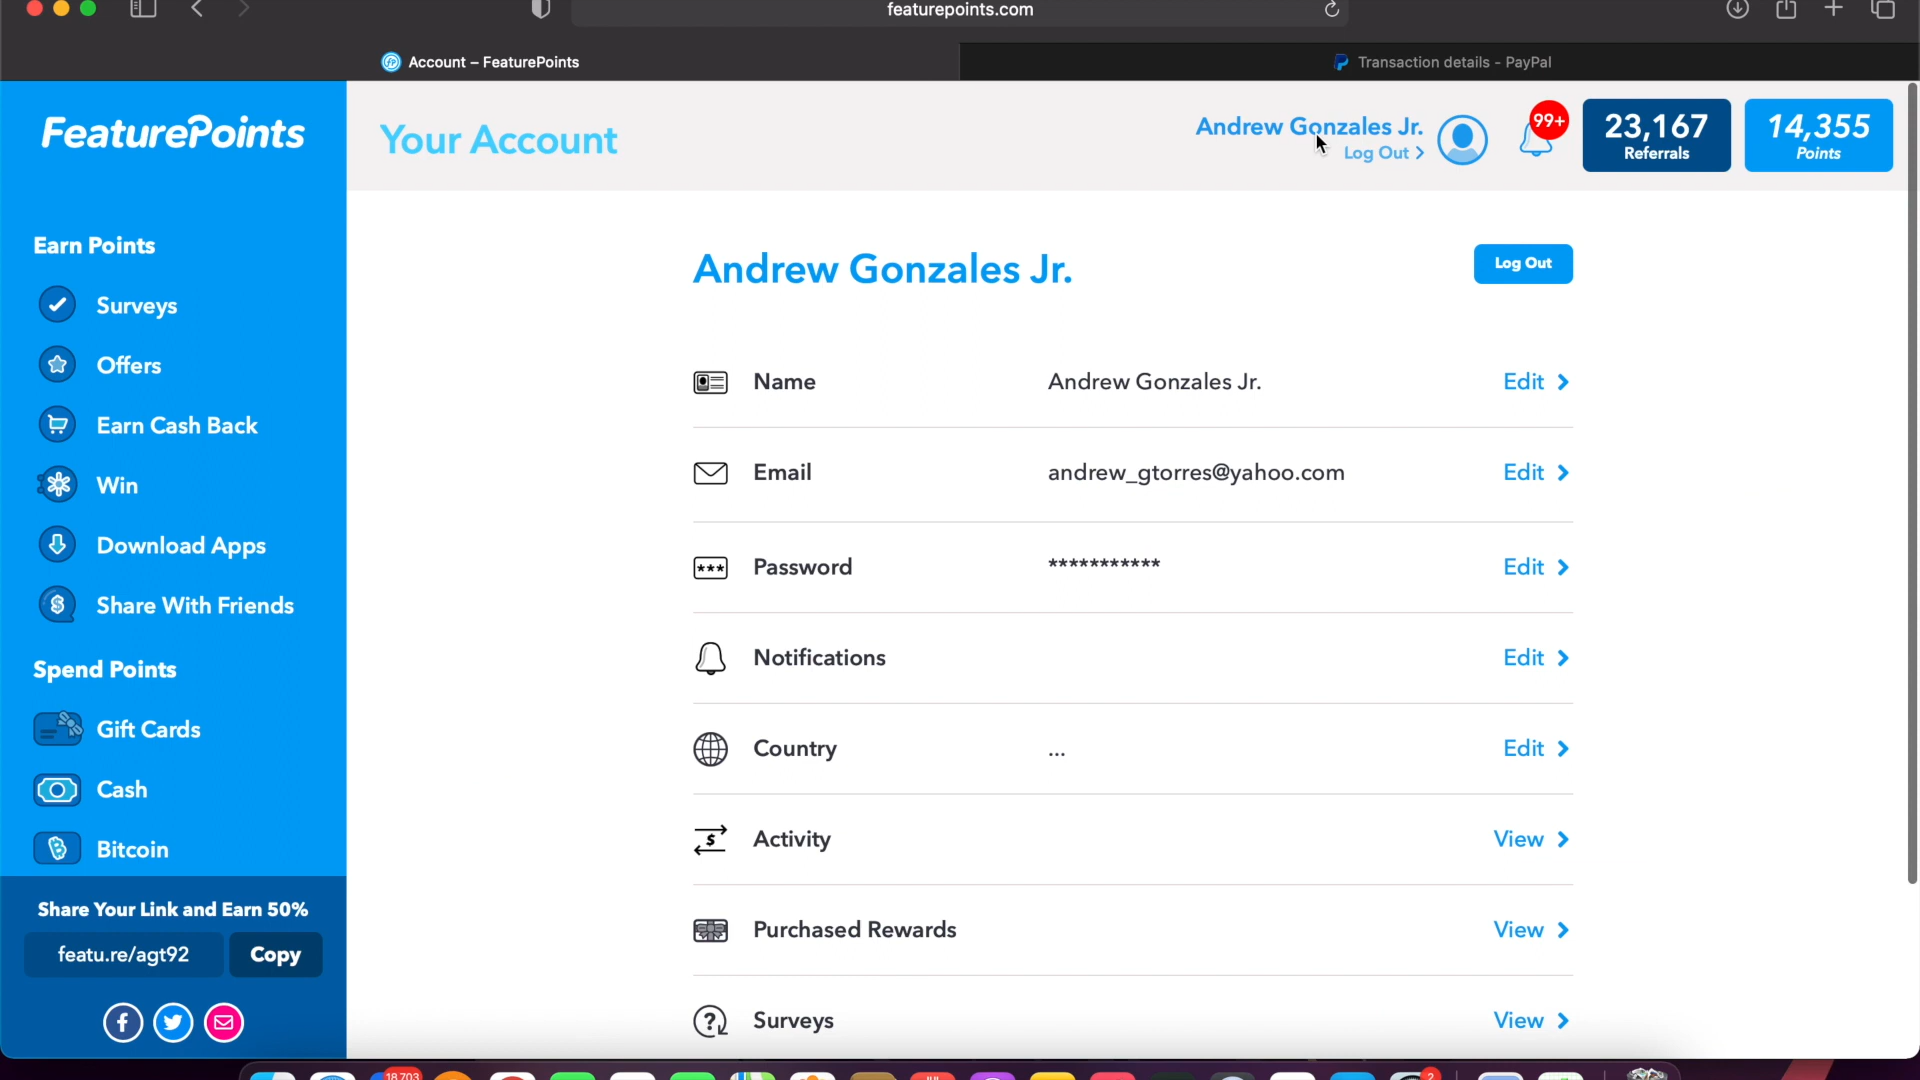 featurepoints.com
Account – FeaturePoints
Transaction details - PayPal
FeaturePoints
Your Account
Andrew Gonzales Jr.
Log Out >
99+
23,167
Referrals
14,355
Points
Earn Points
Surveys
Offers
Earn Cash Back
Win
Download Apps
Share With Friends
Spend Points
Gift Cards
Cash
Bitcoin
Share Your Link and Earn 50%
featu.re/agt92
Copy
Andrew Gonzales Jr.
Log Out
Name Andrew Gonzales Jr. Edit >
Email andrew_gtorres@yahoo.com Edit >
*** Password *********** Edit >
Notifications Edit >
Country ... Edit >
$ Activity View >
Purchased Rewards View >
? Surveys View >
18,703
2